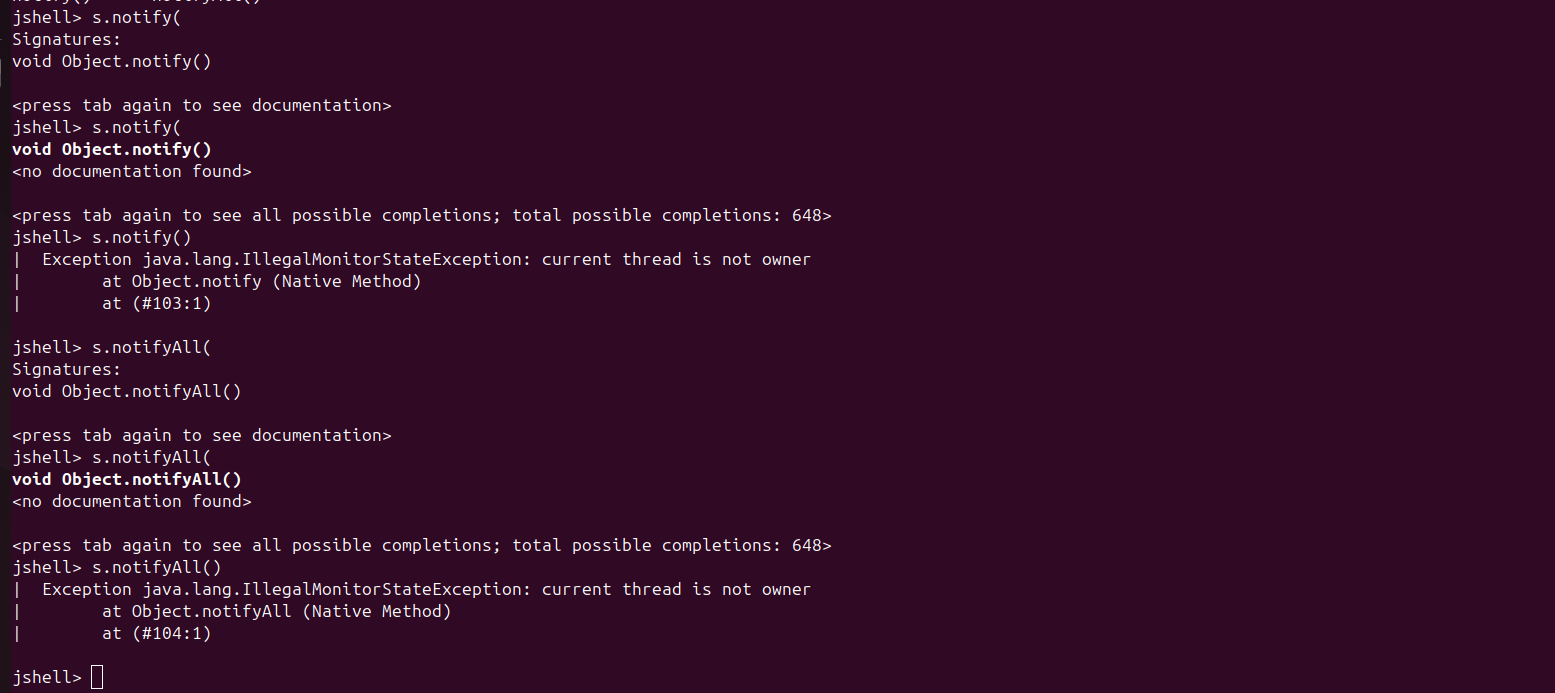 jshell> s.notify(
Signatures:
void Object.notify()
<press tab again to see documentation>
jshell> s.notify(
void Object.notify()
<no documentation found>
<press tab again to see all possible completions; total possible completions: 648>
jshell> s.notify()
|  Exception java.lang.IllegalMonitorStateException: current thread is not owner
|        at Object.notify (Native Method)
|        at (#103:1)
jshell> s.notifyAll(
Signatures:
void Object.notifyAll()
<press tab again to see documentation>
jshell> s.notifyAll(
void Object.notifyAll()
<no documentation found>
<press tab again to see all possible completions; total possible completions: 648>
jshell> s.notifyAll()
|  Exception java.lang.IllegalMonitorStateException: current thread is not owner
|        at Object.notifyAll (Native Method)
|        at (#104:1)
jshell>